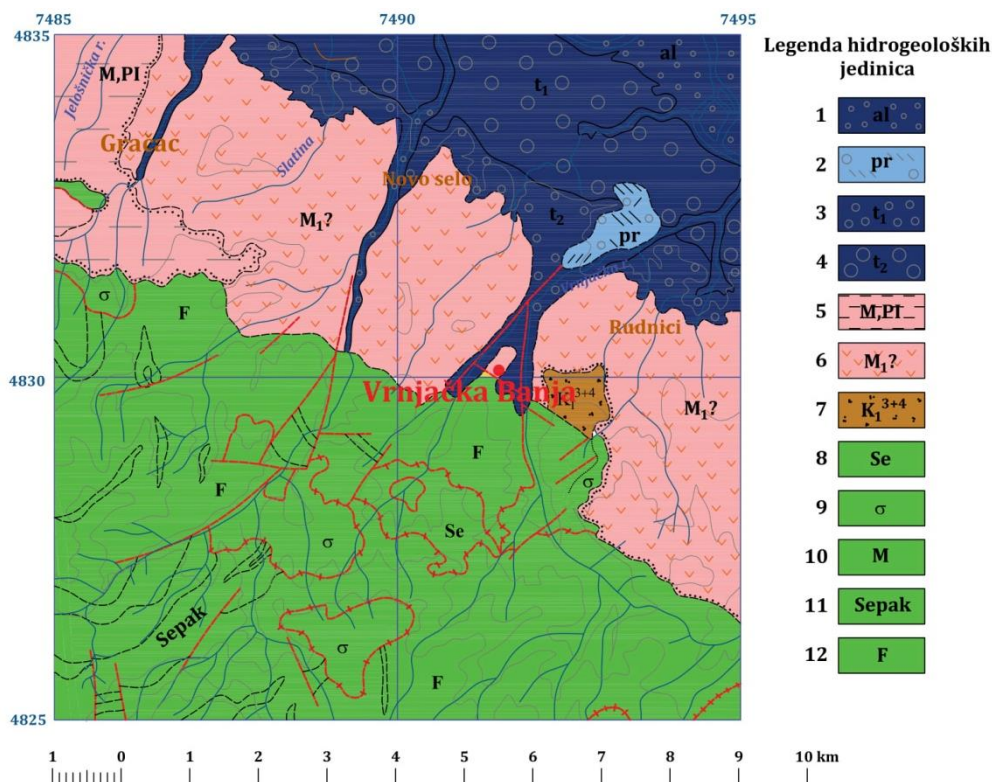 7485
7490
7495
4835
4830
4825
Jelošnička r.
M,PI
Gračac
Slatina
Novo selo
al
t1
t2
pr
M1?
σ
F
Rudnici
Vrnjačka Banja
K1 3+4
M1?
F
σ
F
Se
σ
Sepak
σ
F
Legenda hidrogeoloških
jedinica
1 al
2 pr
3 t1
4 t2
5 M,PI
6 M1?
7 K1 3+4
8 Se
9 σ
10 M
11 Sepak
12 F
1 0 1 2 3 4 5 6 7 8 9 10 km